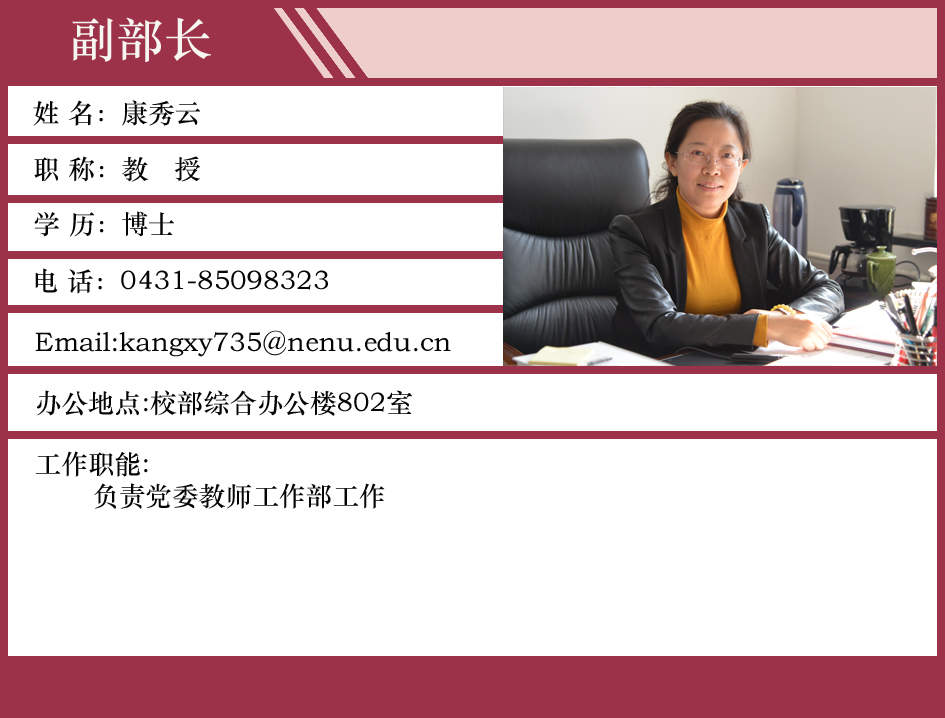 副部长
姓 名：康秀云
职 称：教 授
学 历：博士
电 话：0431-85098323
Email:kangxy735@nenu.edu.cn
办公地点:校部综合办公楼802室
工作职能:
负责党委教师工作部工作